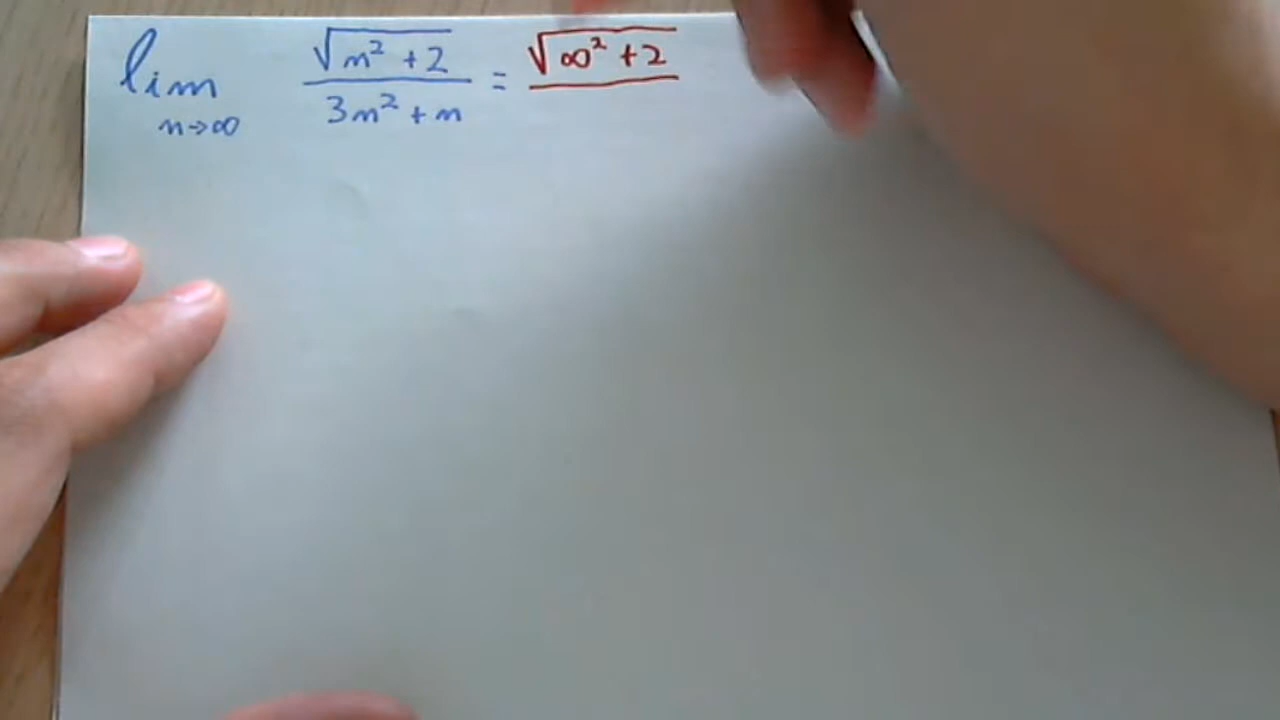 lim n→∞ √(n² + 2) / (3n² + n) = √(∞² + 2)